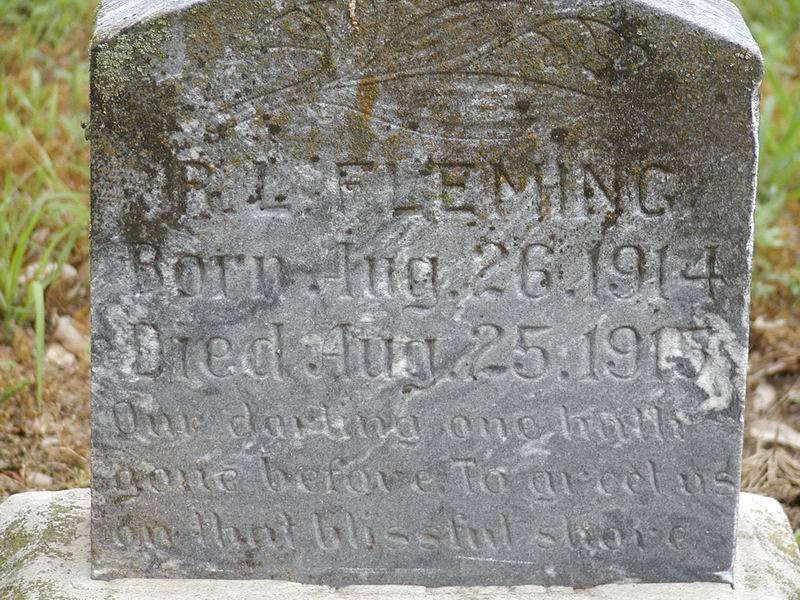 R. L. FLEMING
Born Aug. 26. 1914
Died Aug. 25. 1915
Our darling one hath
gone before To greet us
on that blissful shore